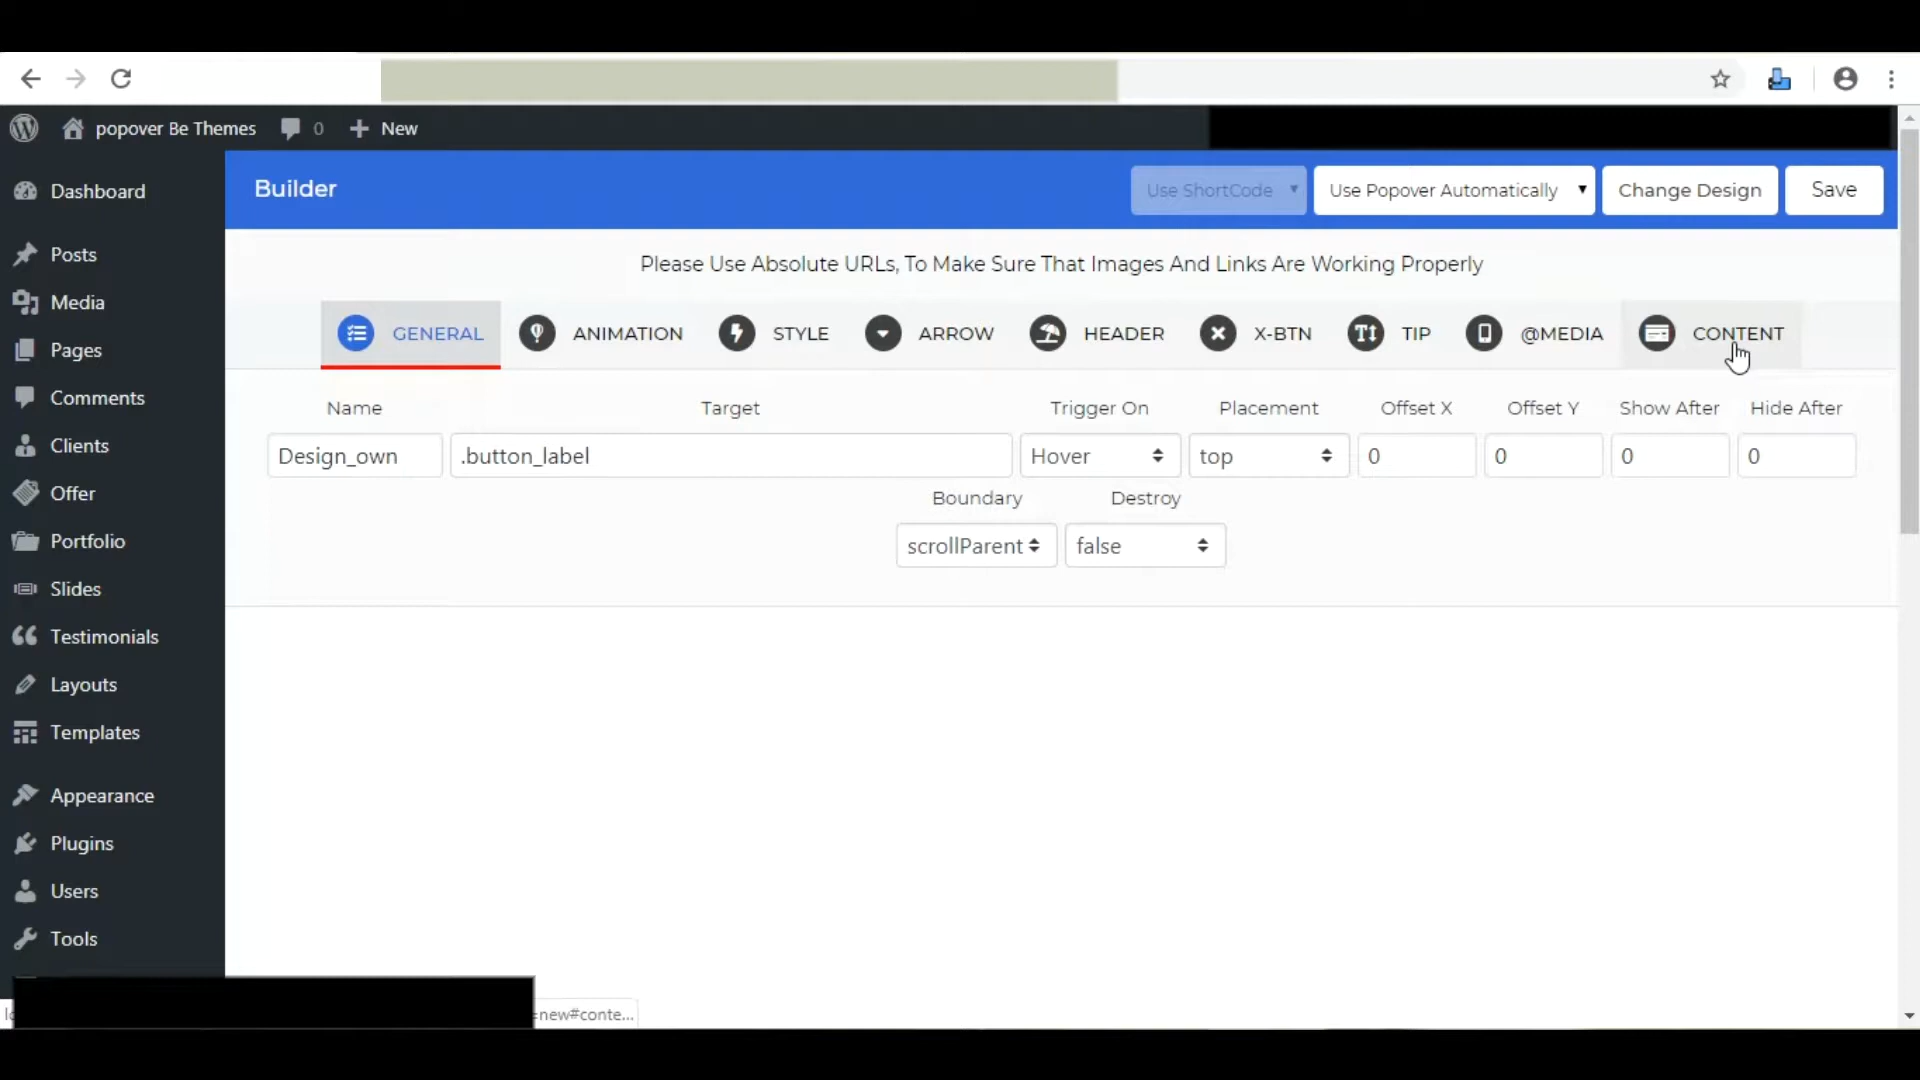 popover Be Themes 0 New
Builder
Use ShortCode Use Popover Automatically Change Design Save
Dashboard
Posts
Media
Pages
Comments
Clients
Offer
Portfolio
Slides
Testimonials
Layouts
Templates
Appearance
Plugins
Users
Tools
Please Use Absolute URLs, To Make Sure That Images And Links Are Working Properly
GENERAL ANIMATION STYLE ARROW HEADER X-BTN TIP @MEDIA CONTENT
Name Target Trigger On Placement Offset X Offset Y Show After Hide After
Design_own .button_label Hover top 0 0 0 0
Boundary Destroy
scrollParent false
=new#conte...